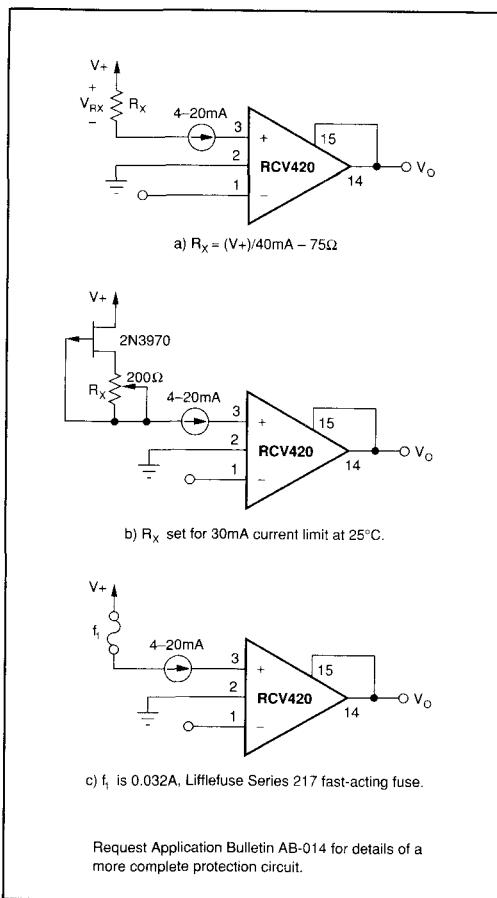 V+
+
V_RX
R_X
−
4–20mA
3
+
15
2
RCV420
14
V_O
1
−
a) R_X = (V+)/40mA – 75Ω
V+
2N3970
200Ω
R_X
4–20mA
3
+
15
2
RCV420
14
V_O
1
−
b) R_X set for 30mA current limit at 25°C.
V+
f₁
4–20mA
3
+
15
2
RCV420
14
V_O
1
−
c) f₁ is 0.032A, Lifflefuse Series 217 fast-acting fuse.
Request Application Bulletin AB-014 for details of a
more complete protection circuit.